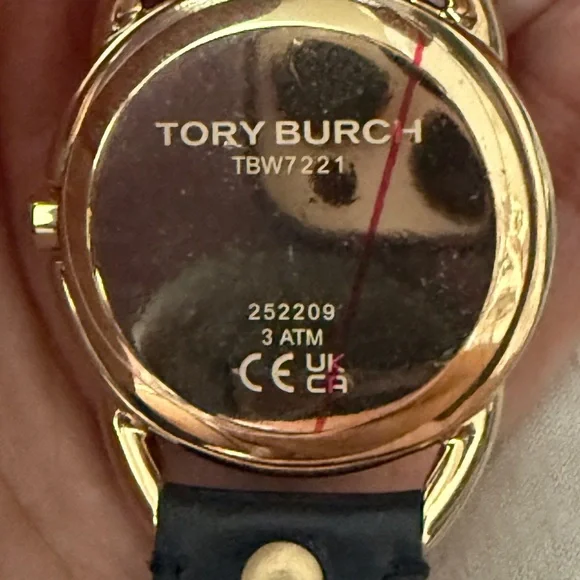 TORY BURCH
TBW7221
252209
3 ATM
CE UK
CA